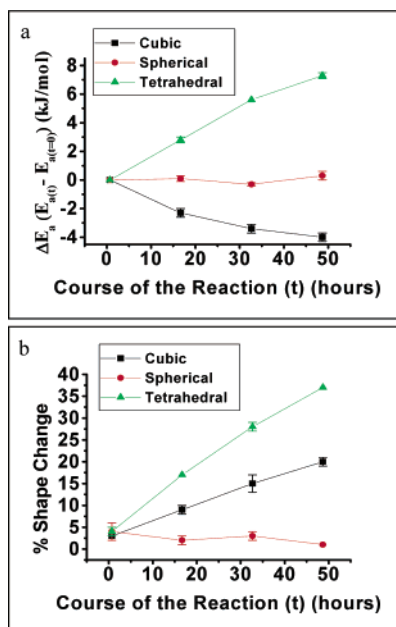 a
Cubic
Spherical
Tetrahedral
8
6
4
2
0
-2
-4
ΔEa (Ea(t)- Ea(t=0)) (kJ/mol)
0 10 20 30 40 50
Course of the Reaction (t) (hours)
b
Cubic
Spherical
Tetrahedral
40
35
30
25
20
15
10
5
0
% Shape Change
0 10 20 30 40 50
Course of the Reaction (t) (hours)